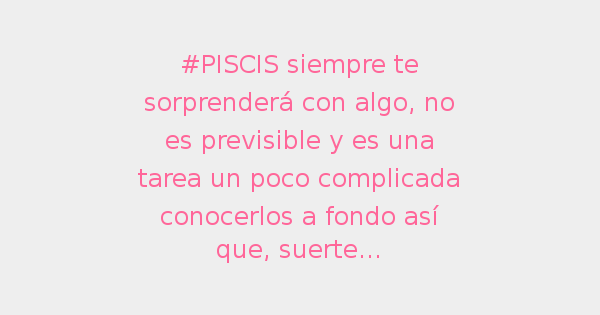 #PISCIS siempre te
sorprenderá con algo, no
es previsible y es una
tarea un poco complicada
conocerlos a fondo así
que, suerte...